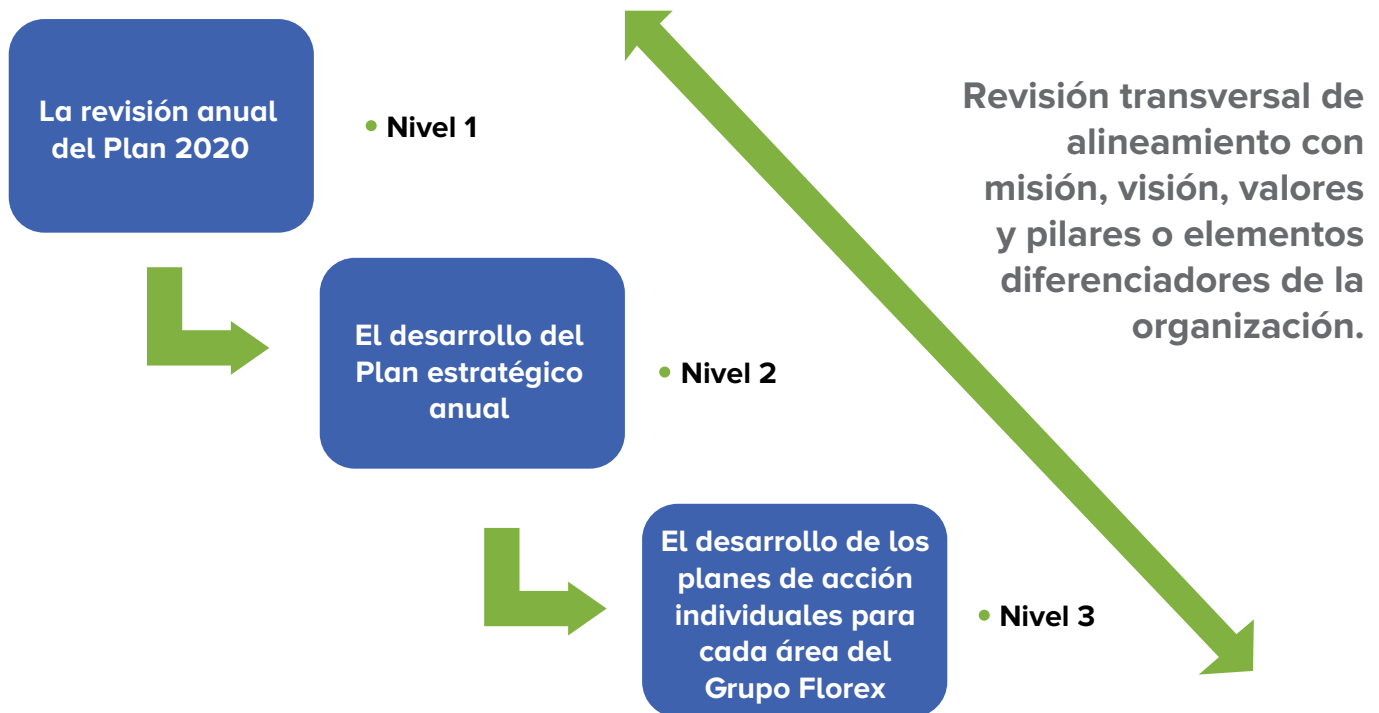 La revisión anual
del Plan 2020
• Nivel 1
Revisión transversal de
alineamiento con
misión, visión, valores
y pilares o elementos
diferenciadores de la
organización.
El desarrollo del
Plan estratégico
anual
• Nivel 2
El desarrollo de los
planes de acción
individuales para
cada área del
Grupo Florex
• Nivel 3